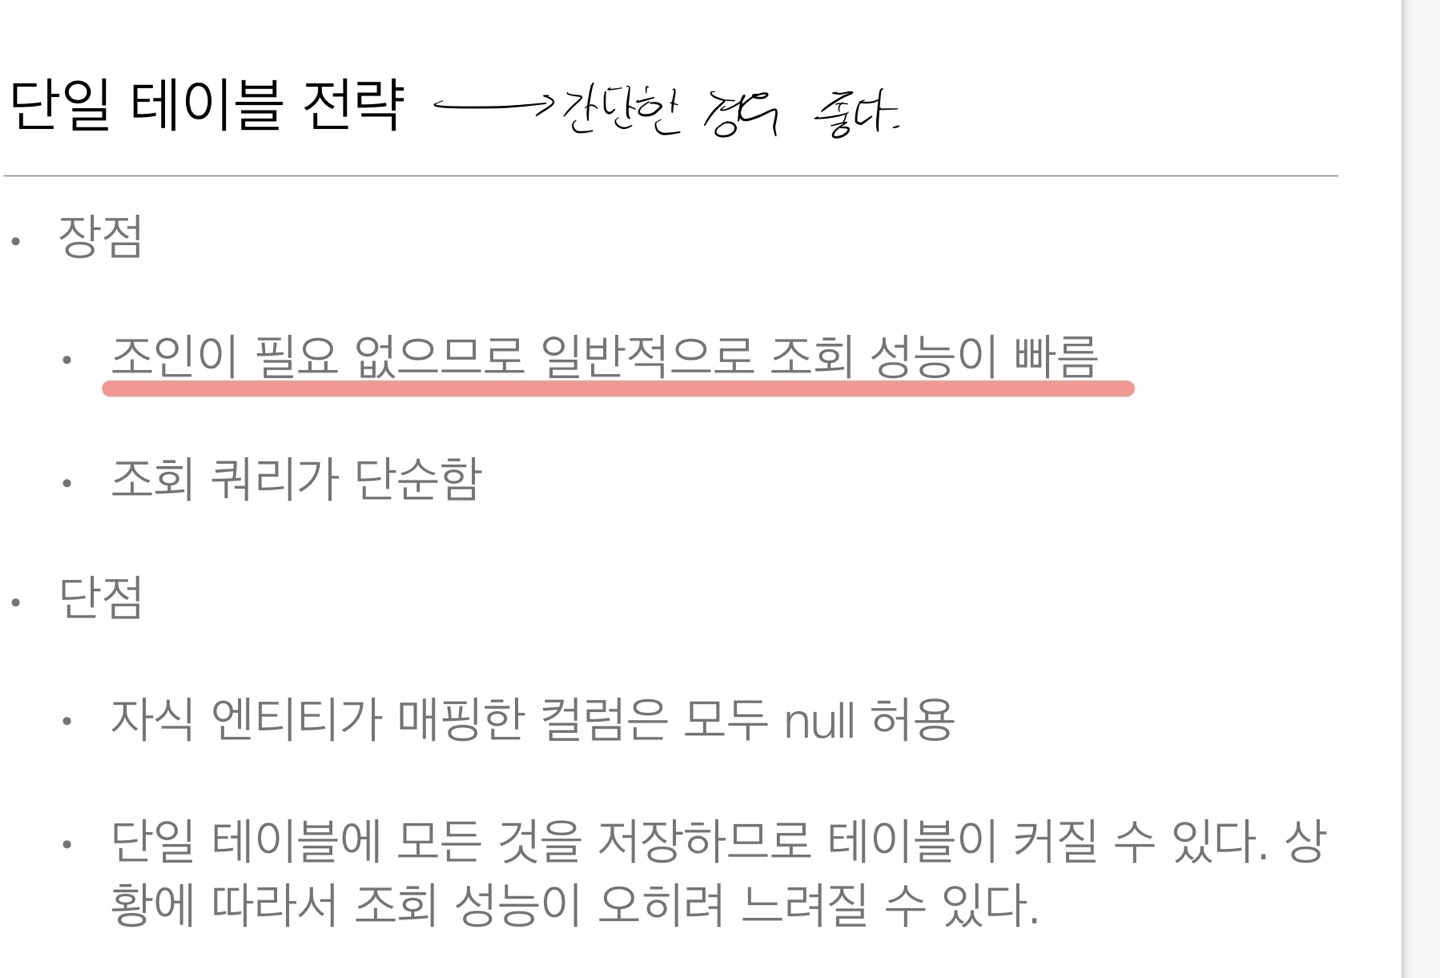 단일 테이블 전략 → 간단한 경우 좋다.
• 장점
• 조인이 필요 없으므로 일반적으로 조회 성능이 빠름
• 조회 쿼리가 단순함
• 단점
• 자식 엔티티가 매핑한 컬럼은 모두 null 허용
• 단일 테이블에 모든 것을 저장하므로 테이블이 커질 수 있다. 상
황에 따라서 조회 성능이 오히려 느려질 수 있다.